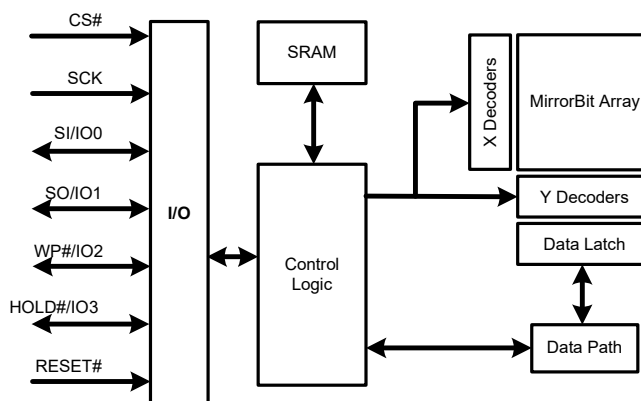 CS#
SCK
SI/IO0
SO/IO1
WP#/IO2
HOLD#/IO3
RESET#
I/O
SRAM
Control
Logic
X Decoders
MirrorBit Array
Y Decoders
Data Latch
Data Path